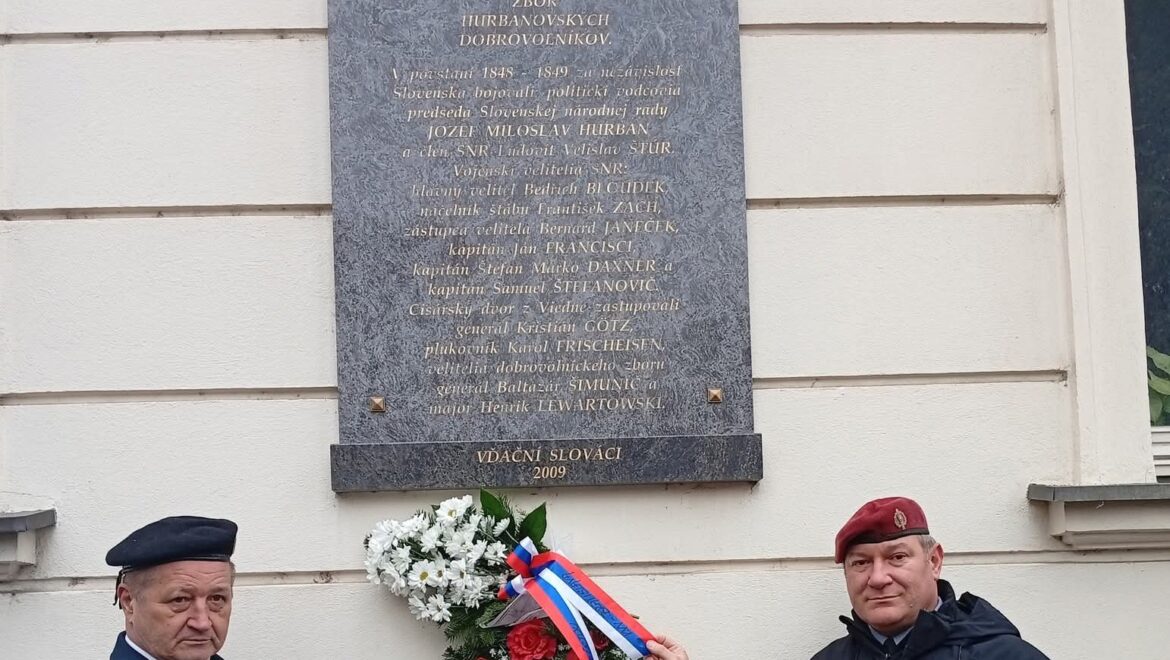 ZBOR
HURBANOVSKÝCH
DOBROVOĽNÍKOV.
V povstaní 1848 - 1849 za nezávislosť
Slovenska bojovali politickí vodcovia
predseda Slovenskej národnej rady
JOZEF MILOSLAV HURBAN
a člen SNR Ľudovít Velislav ŠTÚR.
Vojenskí velitelia SNR:
hlavný veliteľ Bedrich BLOUDEK,
náčelník štábu František ZACH,
zástupca veliteľa Bernard JANEČEK,
kapitán Ján FRANCISCI,
kapitán Štefan Marko DAXNER a
kapitán Samuel ŠTEFANOVIČ.
Cisársky dvor z Viedne zastupovali
generál Kristián GÖTZ,
plukovník Karol FRISCHEISEN,
velitelia dobrovoľníckeho zboru
generál Baltazár ŠIMUNIČ a
major Henrik LEWARTOWSKI.
VĎAČNÍ SLOVÁCI
2009